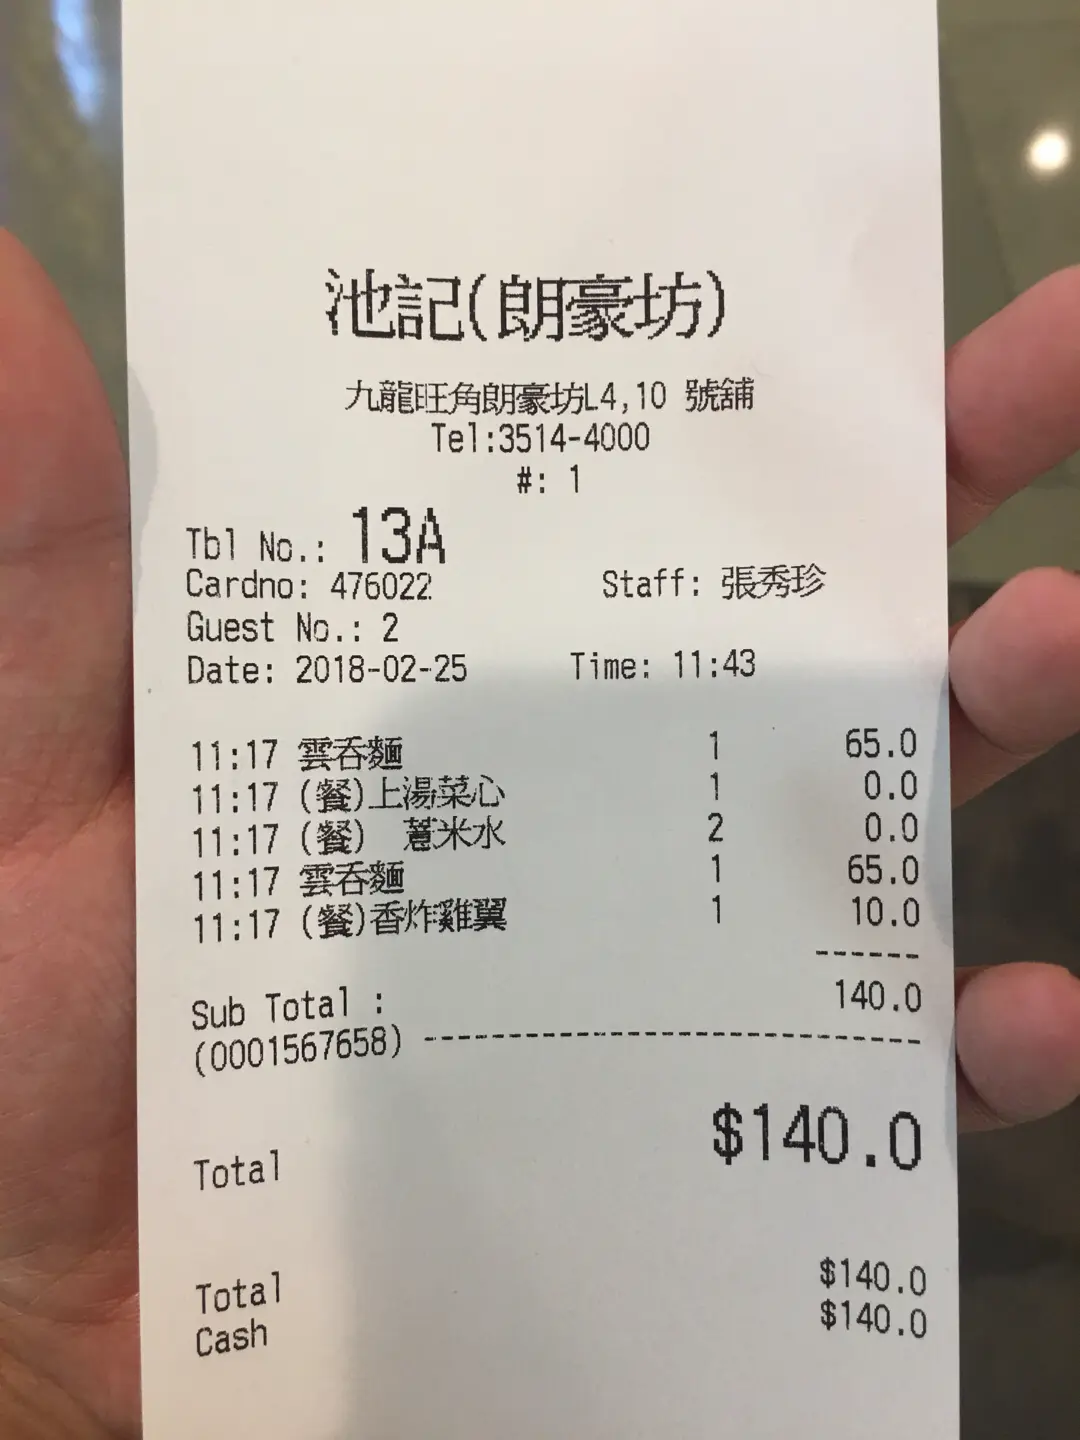 池記(朗豪坊)
九龍旺角朗豪坊L4,10 號舖
Tel:3514-4000
#: 1
Tbl No.: 13A
Cardno: 476022 Staff: 張秀珍
Guest No.: 2
Date: 2018-02-25 Time: 11:43
11:17 雲吞麵 1 65.0
11:17 (餐)上湯菜心 1 0.0
11:17 (餐) 薏米水 2 0.0
11:17 雲吞麵 1 65.0
11:17 (餐)香炸雞翼 1 10.0
------
Sub Total : 140.0
(0001567658) -----------------------------
Total $140.0
Total $140.0
Cash $140.0